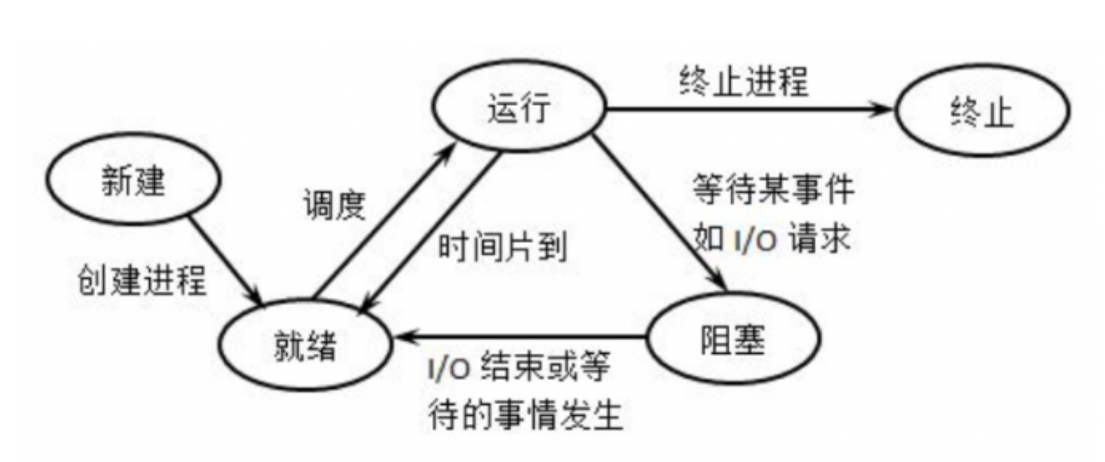 运行
终止进程
终止
新建
调度
等待某事件
如 I/O 请求
时间片到
创建进程
就绪
阻塞
I/O 结束或等
待的事情发生